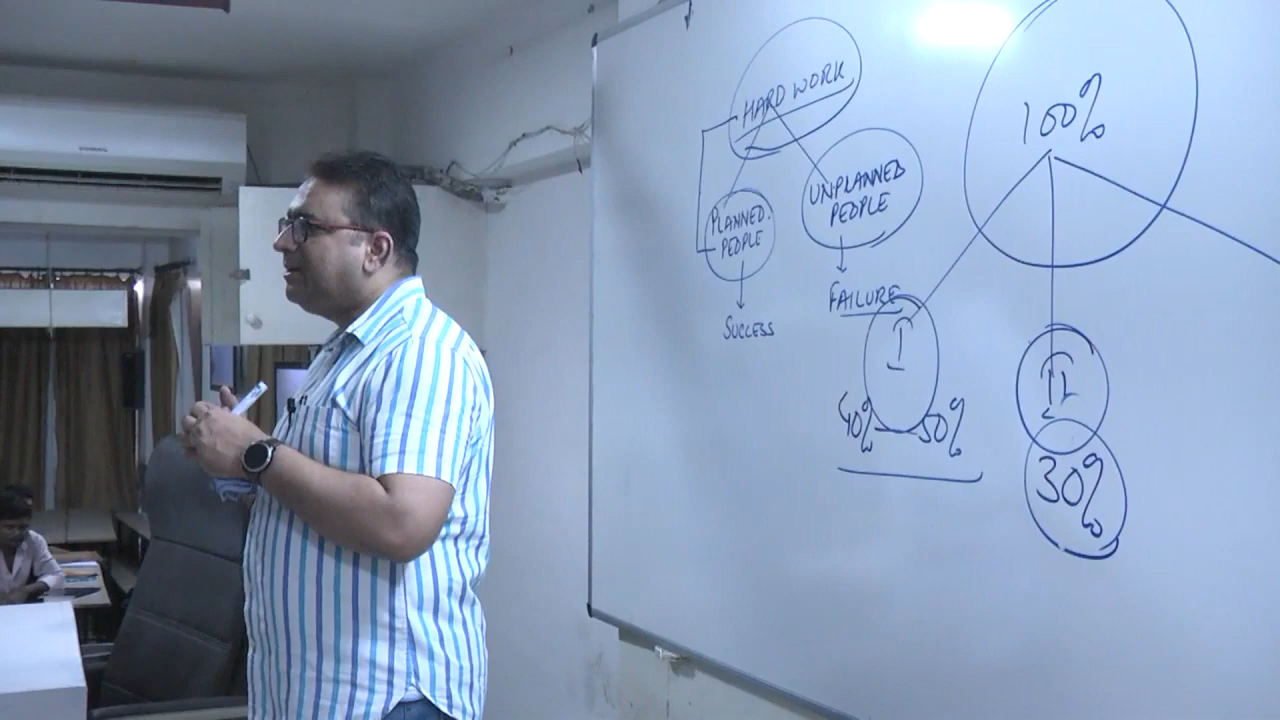 HARD WORK
PLANNED.
PEOPLE
SUCCESS
UNPLANNED
PEOPLE
FAILURE
100%
I
40% - 50%
II
30%